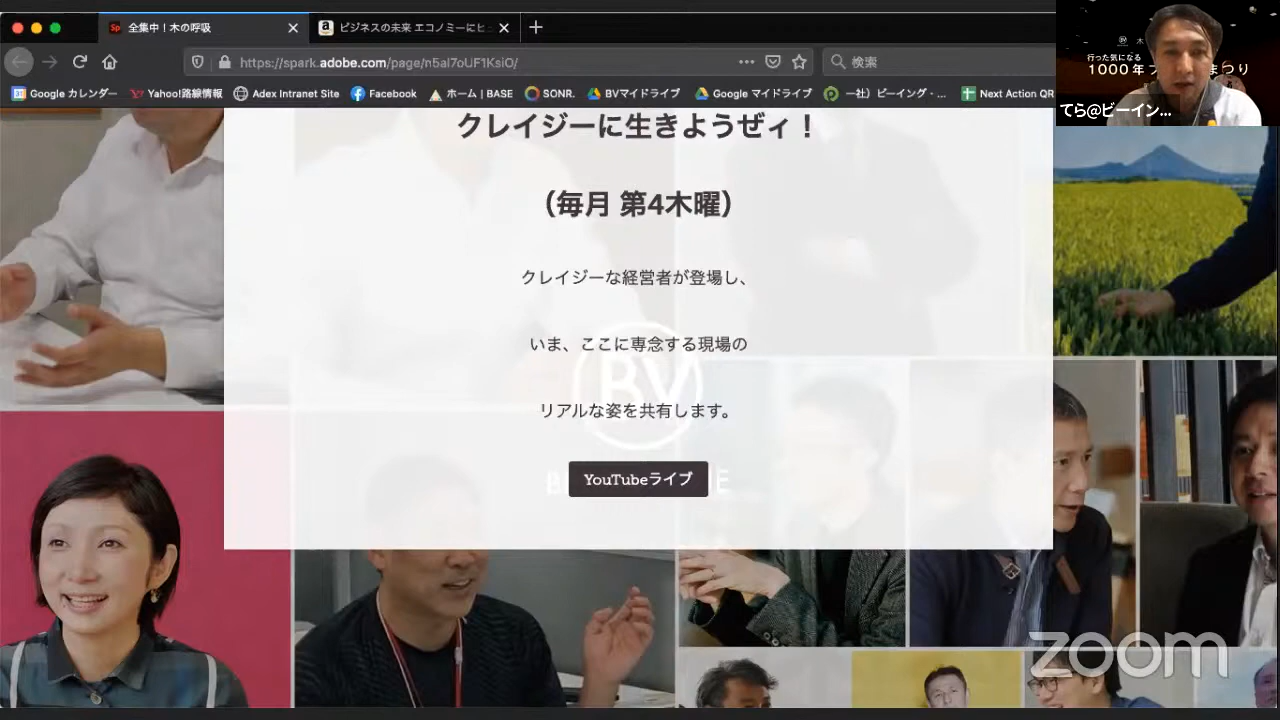 全集中！木の呼吸
ビジネスの未来 エコノミーにヒュ
https://spark.adobe.com/page/n5aI7oUF1KsiO/
検索
Google カレンダー
Yahoo!路線情報
Adex Intranet Site
Facebook
ホーム | BASE
SONR.
BVマイドライブ
Google マイドライブ
一社）ビーイング・...
Next Action QR
行った気になる
1000年
まつり
てら@ビーイン...
クレイジーに生きようぜィ！
（毎月 第4木曜）
クレイジーな経営者が登場し、
いま、ここに専念する現場の
リアルな姿を共有します。
BV
YouTubeライブ
zoom